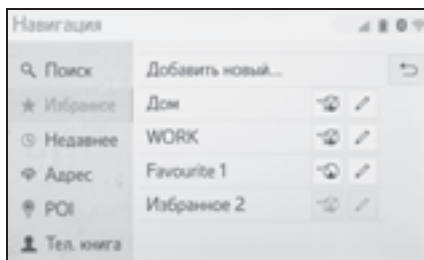 Навигация
Поиск
Избранное
Недавнее
Адрес
POI
Тел. книга
Добавить новый...
Дом
WORK
Favourite 1
Избранное 2